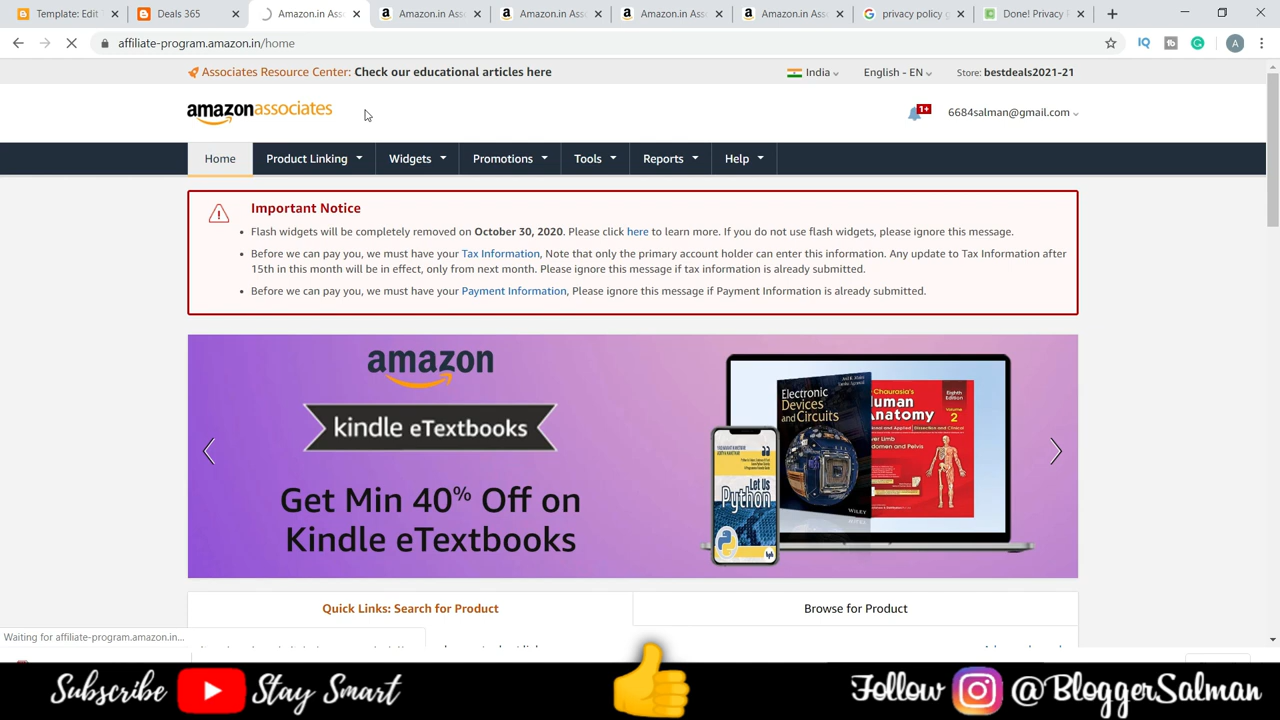 Template: Edit
Deals 365
Amazon.in Asso
Amazon.in Ass
Amazon.in Ass
Amazon.in Ass
Amazon.in Ass
privacy policy g
Done! Privacy
affiliate-program.amazon.in/home
Associates Resource Center: Check our educational articles here
India
English - EN
Store: bestdeals2021-21
amazonassociates
1+
6684salman@gmail.com
Home
Product Linking
Widgets
Promotions
Tools
Reports
Help
Important Notice
• Flash widgets will be completely removed on October 30, 2020. Please click here to learn more. If you do not use flash widgets, please ignore this message.
• Before we can pay you, we must have your Tax Information, Note that only the primary account holder can enter this information. Any update to Tax Information after
15th in this month will be in effect, only from next month. Please ignore this message if tax information is already submitted.
• Before we can pay you, we must have your Payment Information, Please ignore this message if Payment Information is already submitted.
amazon
kindle eTextbooks
Get Min 40% Off on
Kindle eTextbooks
Electronic
Devices
and Circuits
WILEY
Chaurasia's
Human
Anatomy
Eighth
Edition
Volume
2
Let Us
Python
Quick Links: Search for Product
Browse for Product
Waiting for affiliate-program.amazon.in...
Subscribe
Stay Smart
Follow
@BloggerSalman